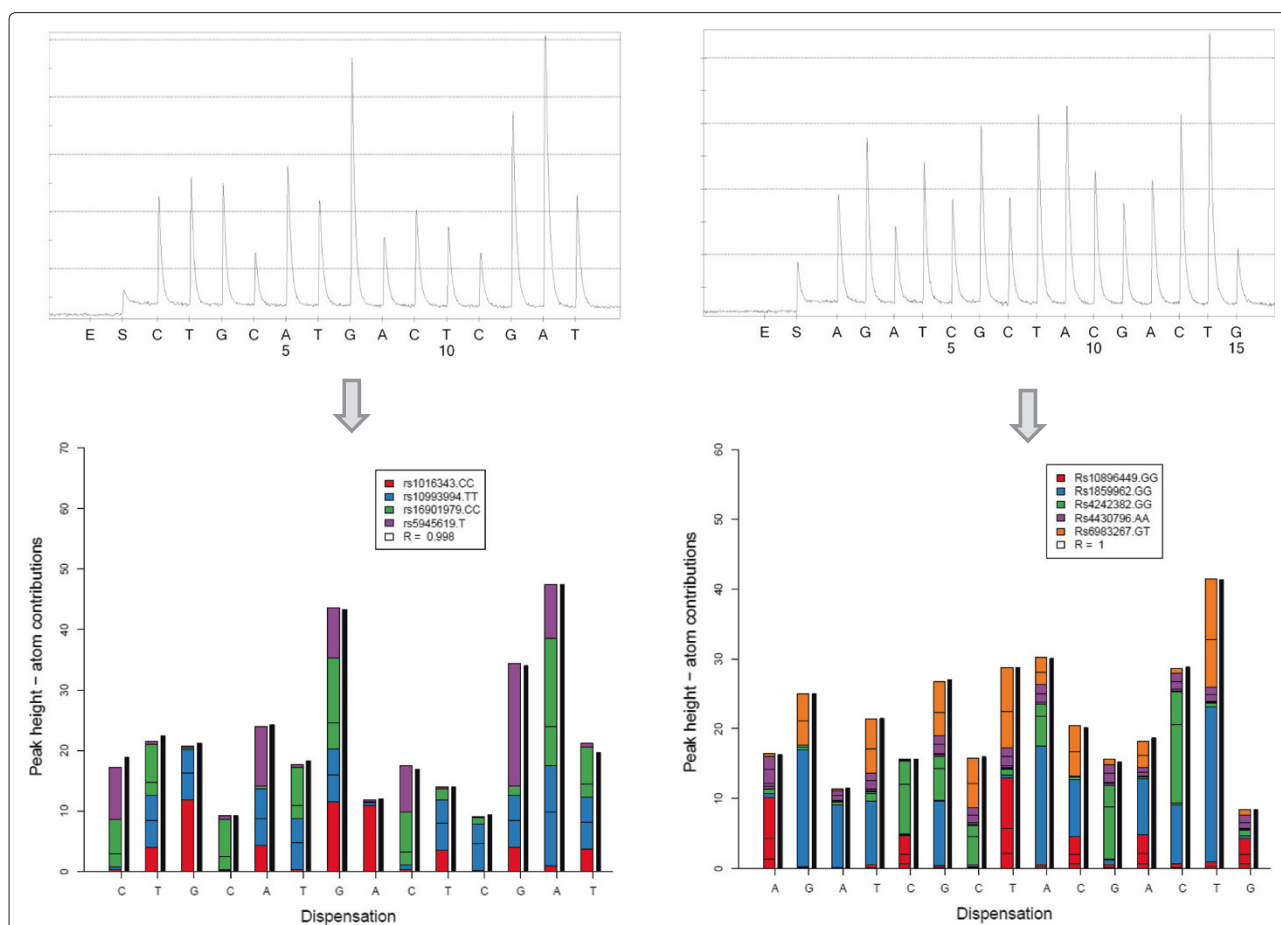 E S C T G C A T G A C T C G A T
5 10
E S A G A T C G C T A C G A C T G
5 10 15
70
60
50
40
30
20
10
0
Peak height – atom contributions
rs1016343.CC
rs10993994.TT
rs16901979.CC
rs5945619.T
R = 0.998
C T G C A T G A C T C G A T
Dispensation
60
50
40
30
20
10
0
Peak height – atom contributions
Rs10896449.GG
Rs1859962.GG
Rs4242382.GG
Rs4430796.AA
Rs6983267.GT
R = 1
A G A T C G C T A C G A C T G
Dispensation